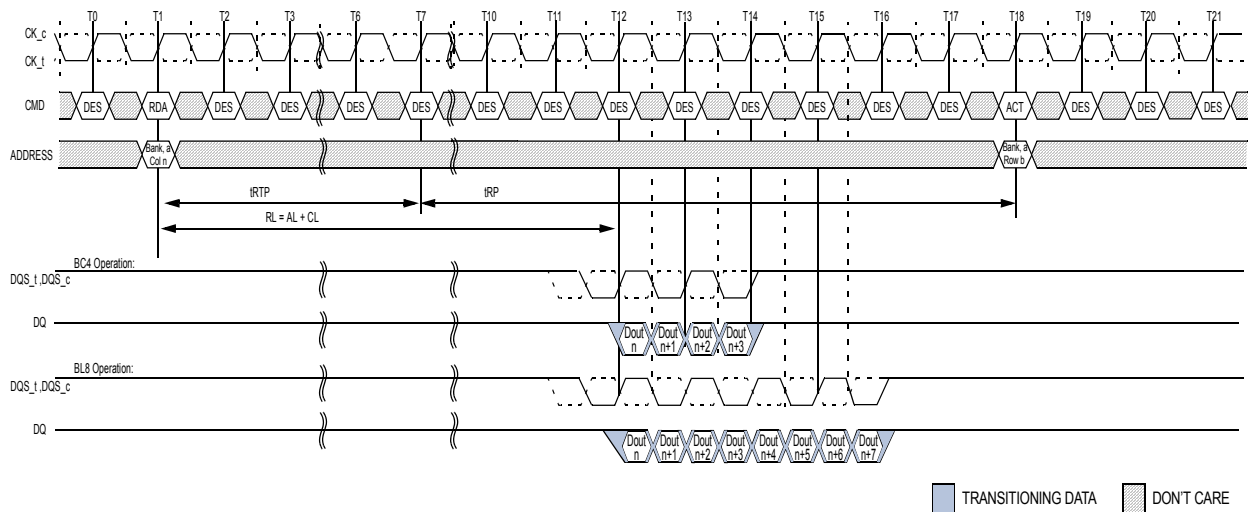 T0 T1 T2 T3 T6 T7 T10 T11 T12 T13 T14 T15 T16 T17 T18 T19 T20 T21
CK_c
CK_t
CMD DES RDA DES DES DES DES DES DES DES DES DES DES DES DES ACT DES DES DES
ADDRESS
Bank, a
Col n
Bank, a
Row b
tRTP tRP
RL = AL + CL
BC4 Operation:
DQS_t ,DQS_c
DQ
Dout
n
Dout
n+1
Dout
n+2
Dout
n+3
BL8 Operation:
DQS_t ,DQS_c
DQ
Dout
n
Dout
n+1
Dout
n+2
Dout
n+3
Dout
n+4
Dout
n+5
Dout
n+6
Dout
n+7
TRANSITIONING DATA
DON'T CARE